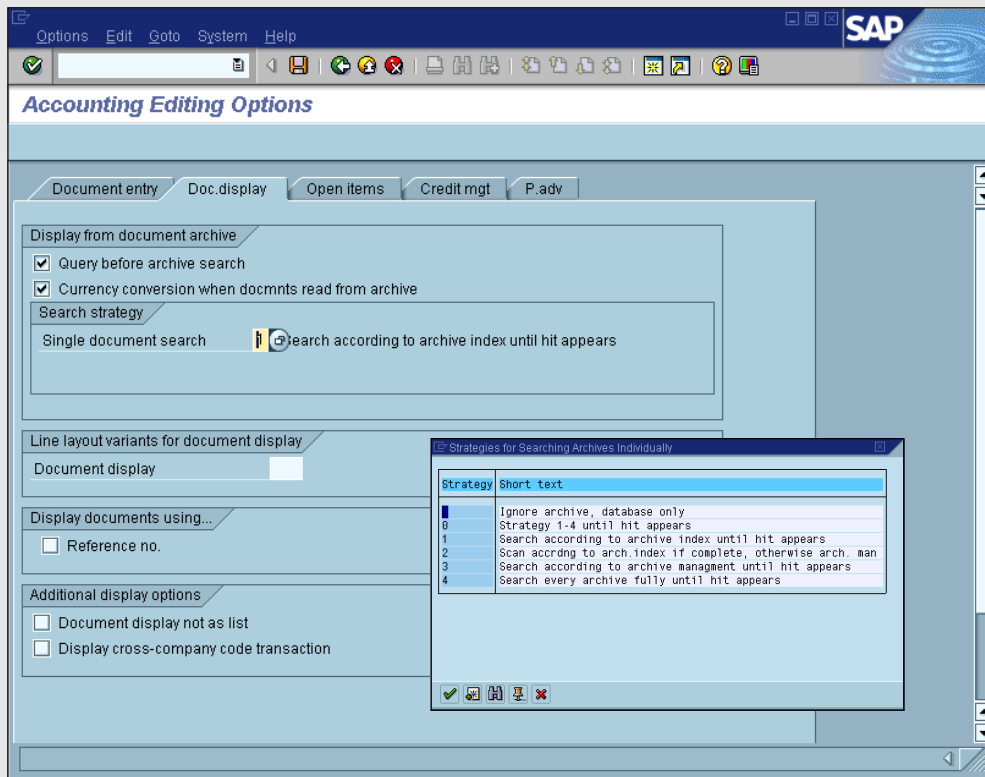 Options Edit Goto System Help
SAP
Accounting Editing Options
Document entry Doc.display Open items Credit mgt P.adv
Display from document archive
Query before archive search
Currency conversion when docmnts read from archive
Search strategy
Single document search 1 Search according to archive index until hit appears
Line layout variants for document display
Document display
Display documents using...
Reference no.
Additional display options
Document display not as list
Display cross-company code transaction
Strategies for Searching Archives Individually
Strategy Short text
Ignore archive, database only
0 Strategy 1-4 until hit appears
1 Search according to archive index until hit appears
2 Scan accrdng to arch.index if complete, otherwise arch. man
3 Search according to archive managment until hit appears
4 Search every archive fully until hit appears